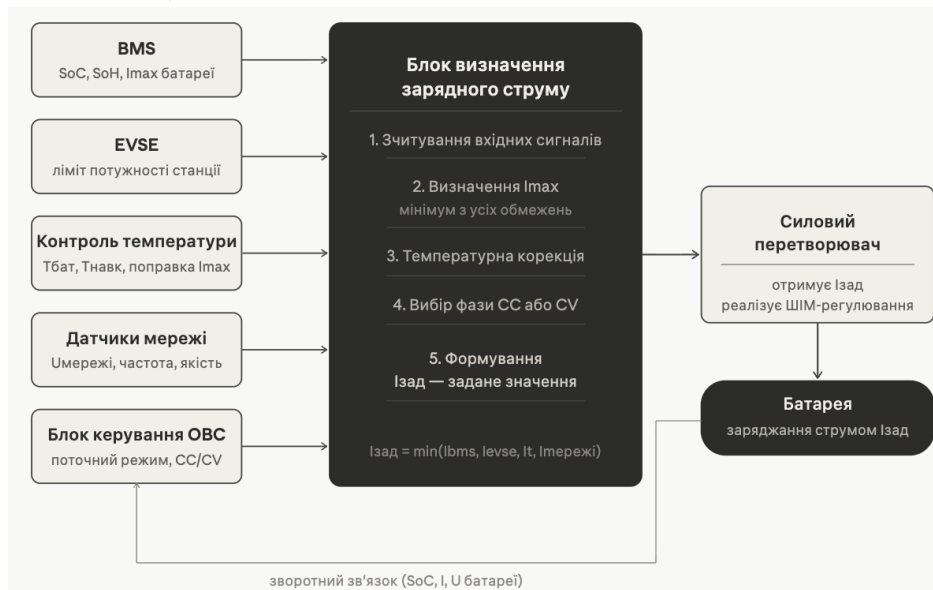 BMS
SoC, SoH, Imax батареї
EVSE
ліміт потужності станції
Контроль температури
Tбат, Tнавк, поправка Imax
Датчики мережі
Uмережі, частота, якість
Блок керування OBC
поточний режим, CC/CV
Блок визначення
зарядного струму
1. Зчитування вхідних сигналів
2. Визначення Imax
мінімум з усіх обмежень
3. Температурна корекція
4. Вибір фази CC або CV
5. Формування
Iзад — задане значення
Iзад = min(Ibms, Ievse, It, Iмережі)
Силовий
перетворювач
отримує Iзад
реалізує ШІМ-регулювання
Батарея
заряджання струмом Iзад
зворотний зв'язок (SoC, I, U батареї)